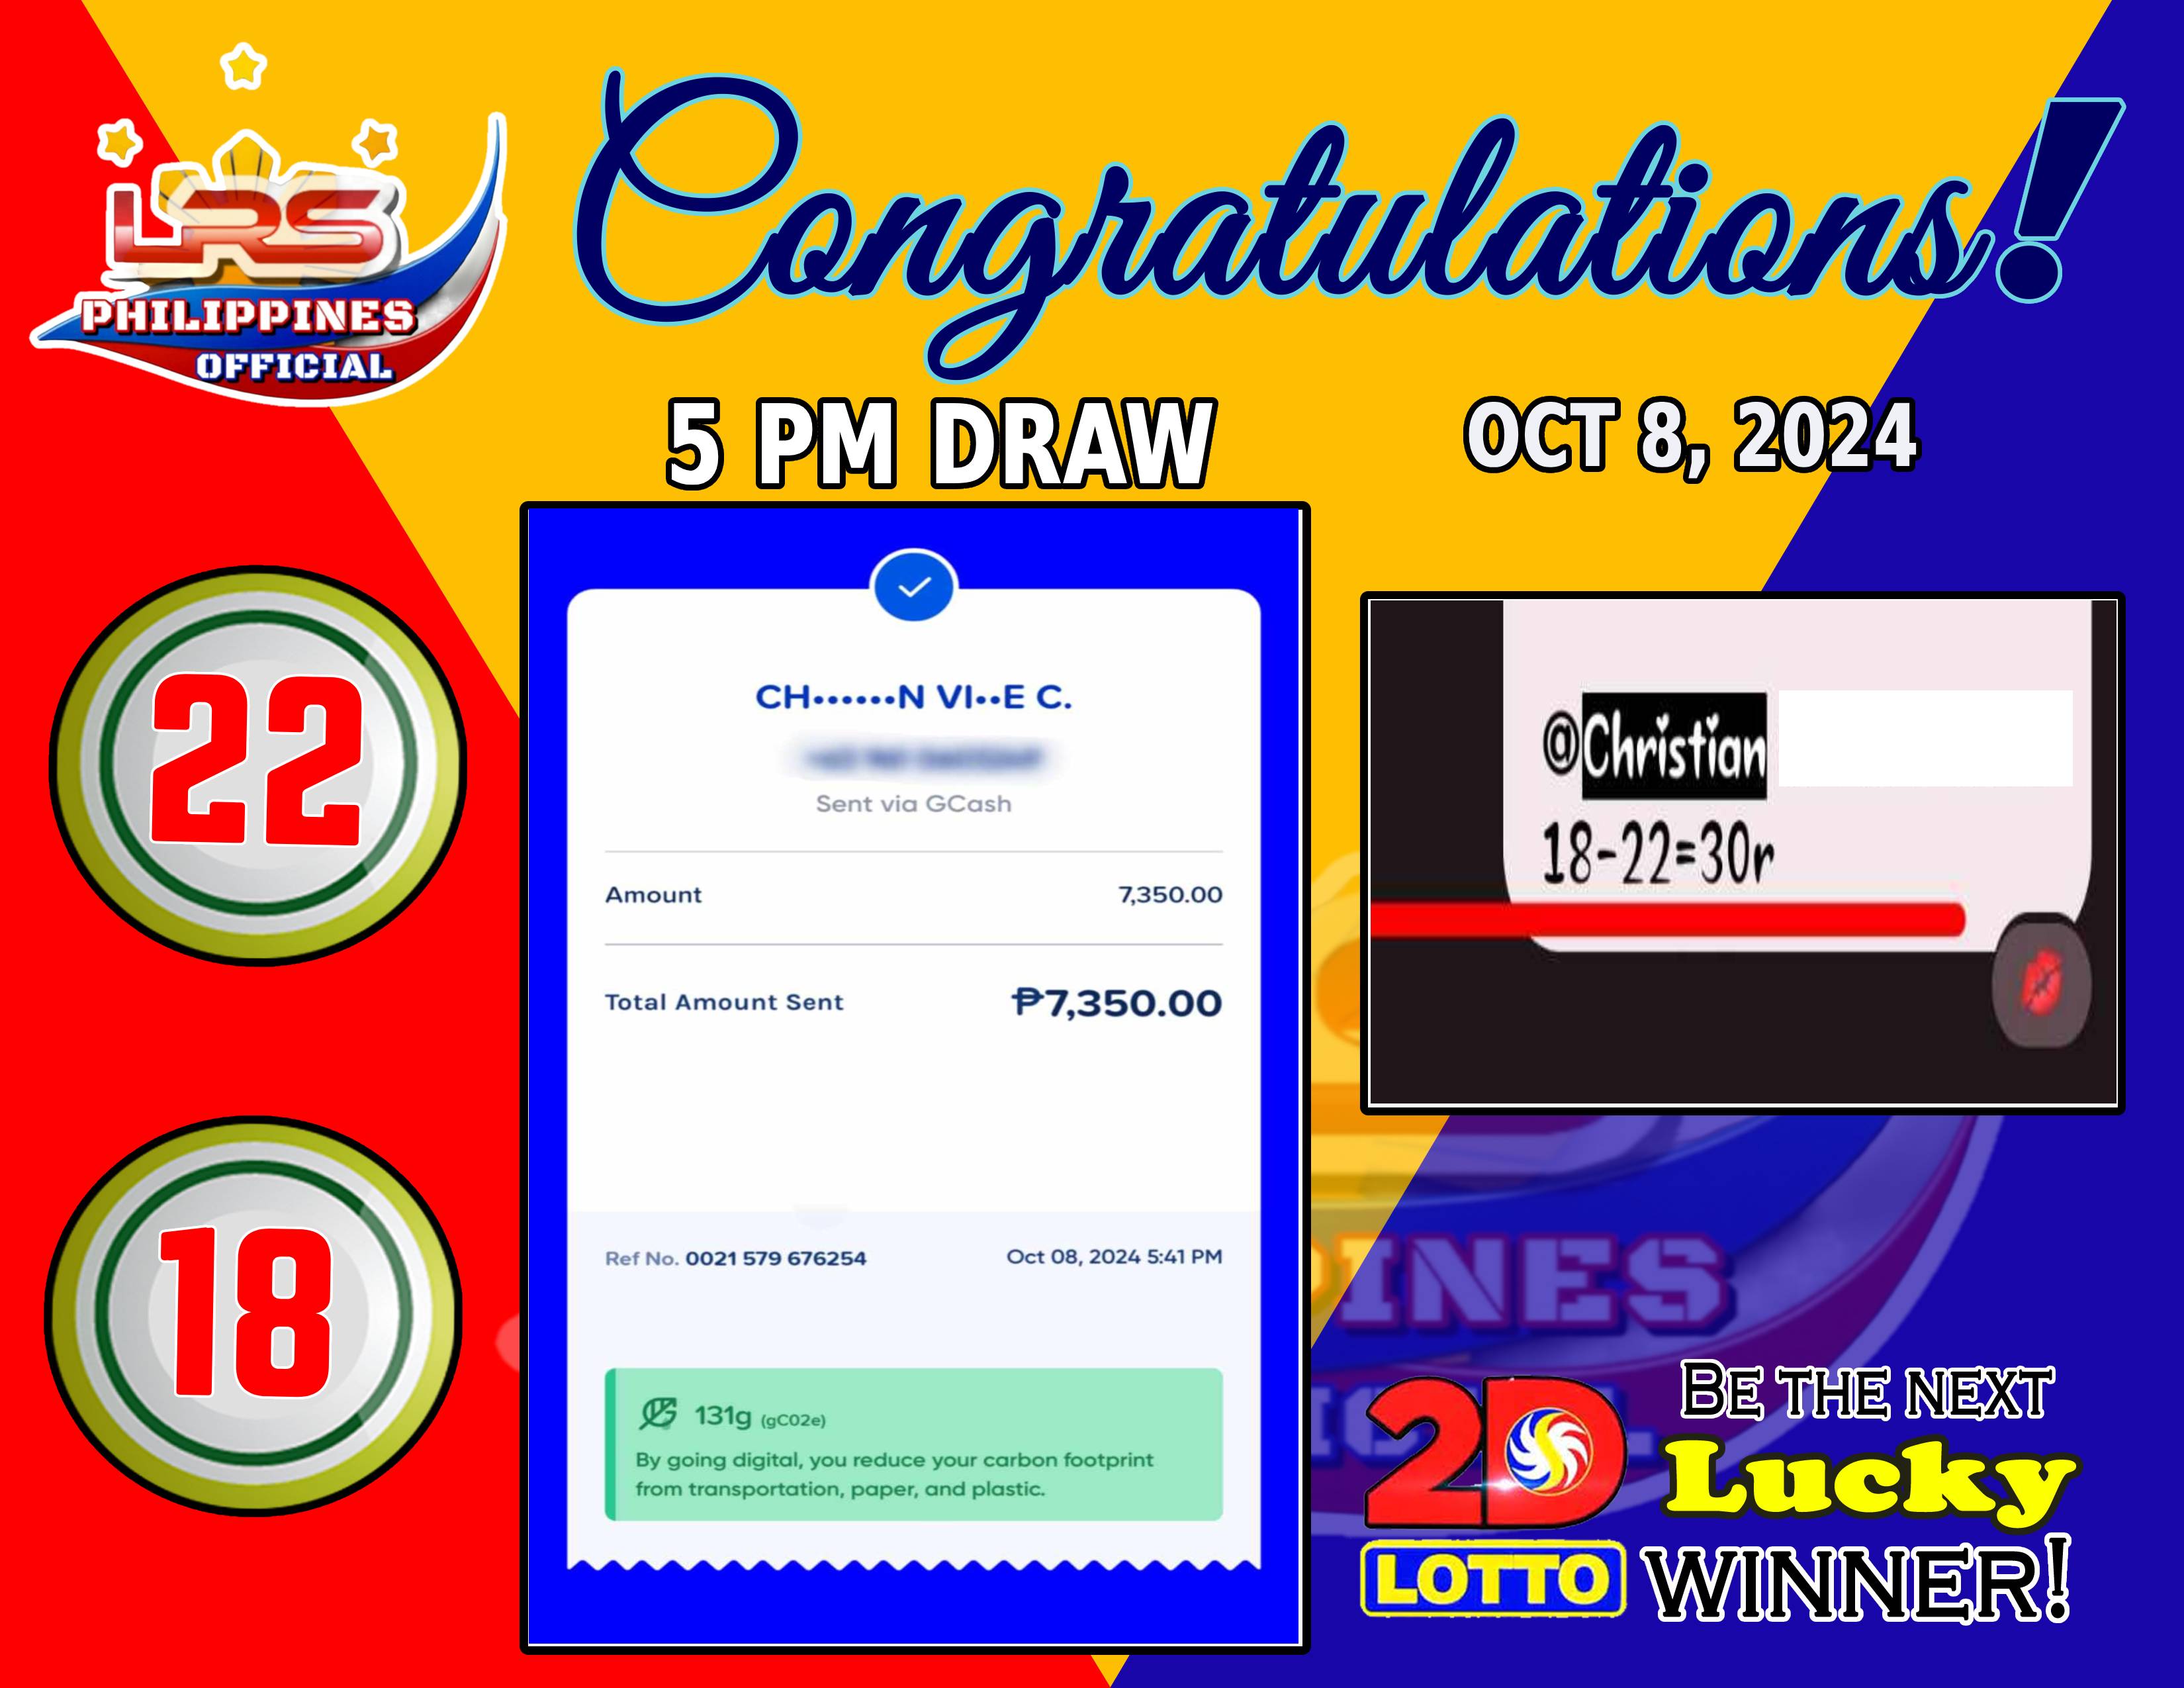 LRS
PHILIPPINES
OFFICIAL
Congratulations!
5 PM DRAW
OCT 8, 2024
22
18
CH••••••N VI••E C.
Sent via GCash
Amount 7,350.00
Total Amount Sent ₱7,350.00
Ref No. 0021 579 676254 Oct 08, 2024 5:41 PM
131g (gC02e)
By going digital, you reduce your carbon footprint
from transportation, paper, and plastic.
@Christian
18-22=30r
PINES
2D
LOTTO
BE THE NEXT
Lucky
WINNER!